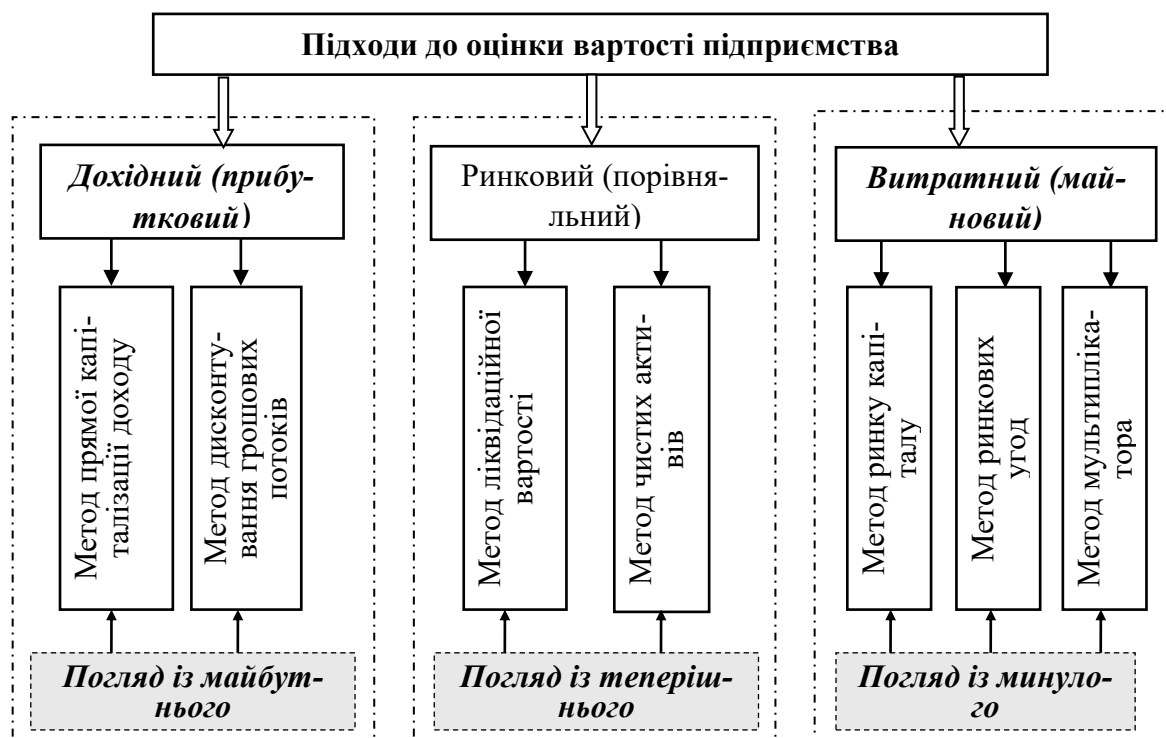 Підходи до оцінки вартості підприємства
Дохідний (прибу-
тковий)
Ринковий (порівня-
льний)
Витратний (май-
новий)
Метод прямої капі-
талізації доходу
Метод дисконту-
вання грошових
потоків
Метод ліквідаційної
вартості
Метод чистих акти-
вів
Метод ринку капі-
талу
Метод ринкових
угод
Метод мультипліка-
тора
Погляд із майбут-
нього
Погляд із теперіш-
нього
Погляд із минуло-
го